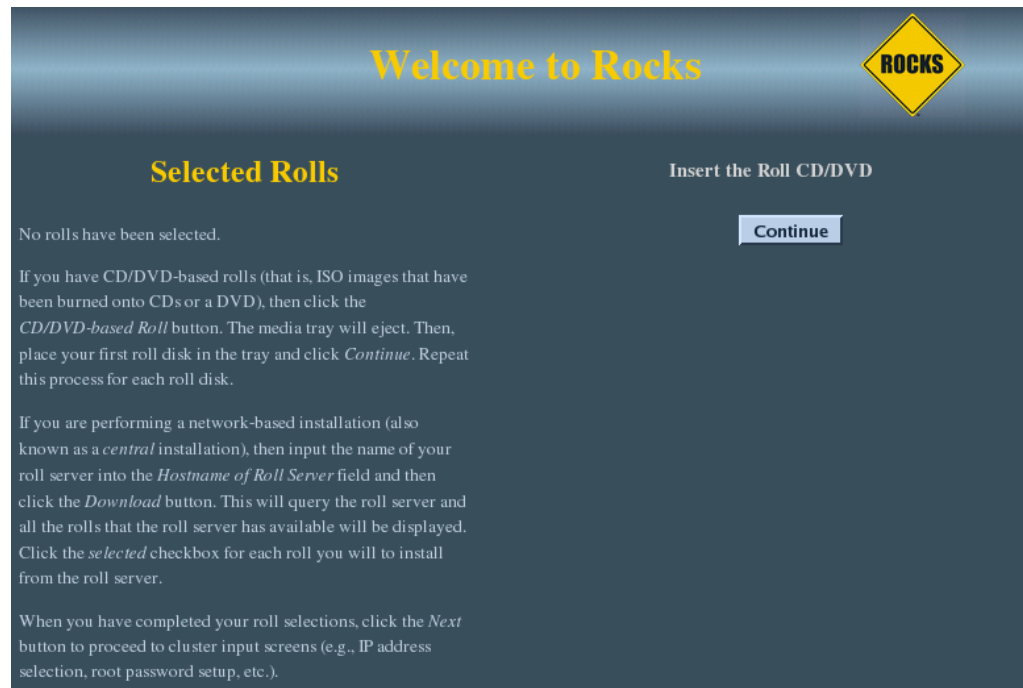 Welcome to Rocks
ROCKS
Selected Rolls
No rolls have been selected.
If you have CD/DVD-based rolls (that is, ISO images that have
been burned onto CDs or a DVD), then click the
CD/DVD-based Roll button. The media tray will eject. Then,
place your first roll disk in the tray and click Continue. Repeat
this process for each roll disk.
If you are performing a network-based installation (also
known as a central installation), then input the name of your
roll server into the Hostname of Roll Server field and then
click the Download button. This will query the roll server and
all the rolls that the roll server has available will be displayed.
Click the selected checkbox for each roll you will to install
from the roll server.
When you have completed your roll selections, click the Next
button to proceed to cluster input screens (e.g., IP address
selection, root password setup, etc.).
Insert the Roll CD/DVD
Continue